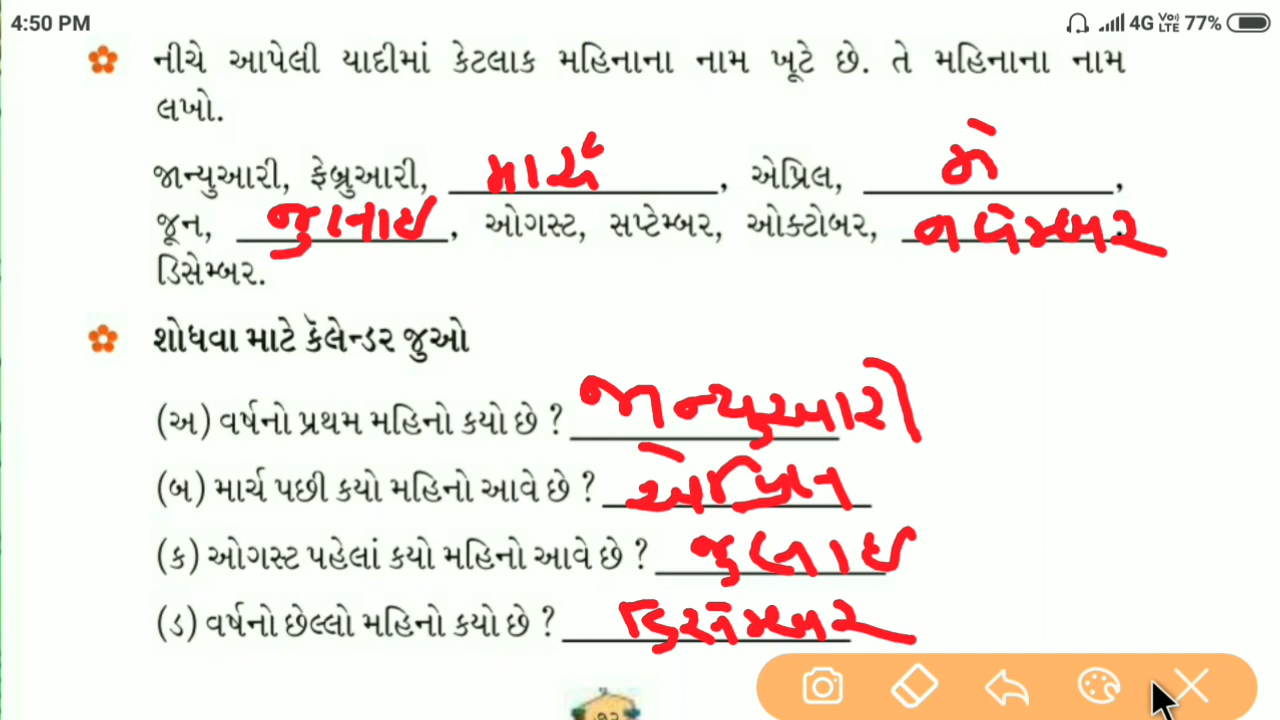 4:50 PM 4G Vo) LTE 77%
નીચે આપેલી યાદીમાં કેટલાક મહિનાના નામ ખૂટે છે. તે મહિનાના નામ
લખો.
જાન્યુઆરી, ફેબ્રુઆરી, માર્ચ, એપ્રિલ, મે,
જૂન, જુલાઇ, ઓગસ્ટ, સપ્ટેમ્બર, ઓક્ટોબર, નવેમ્બર,
ડિસેમ્બર.
શોધવા માટે કૅલેન્ડર જુઓ
(અ) વર્ષનો પ્રથમ મહિનો કયો છે ? જાન્યુઆરી
(બ) માર્ચ પછી કયો મહિનો આવે છે ? એપ્રિલ
(ક) ઓગસ્ટ પહેલાં કયો મહિનો આવે છે ? જુલાઇ
(ડ) વર્ષનો છેલ્લો મહિનો કયો છે ? ડિસેમ્બર